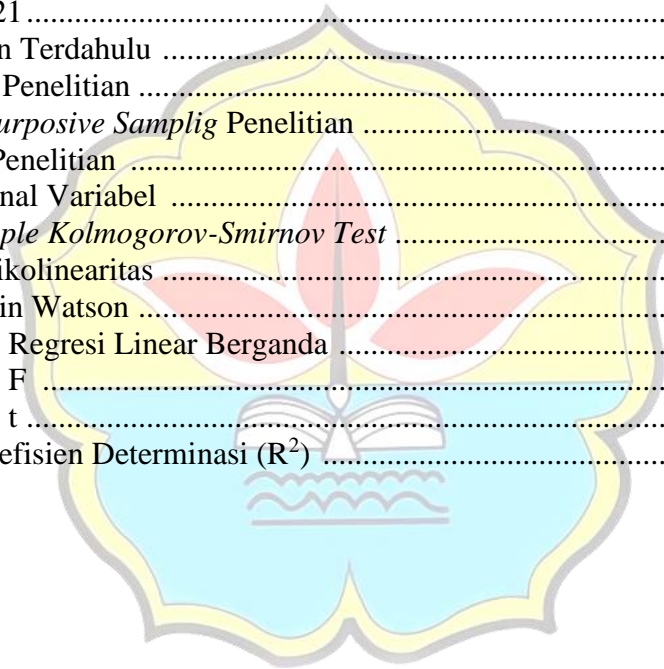 21 ........................................................................
n Terdahulu ........................................................................
Penelitian ........................................................................
urposive Samplig Penelitian ........................................................................
Penelitian ........................................................................
nal Variabel ........................................................................
ple Kolmogorov-Smirnov Test ........................................................................
ikolinearitas ........................................................................
in Watson ........................................................................
Regresi Linear Berganda ........................................................................
F ........................................................................
t ........................................................................
efisien Determinasi (R²) ........................................................................